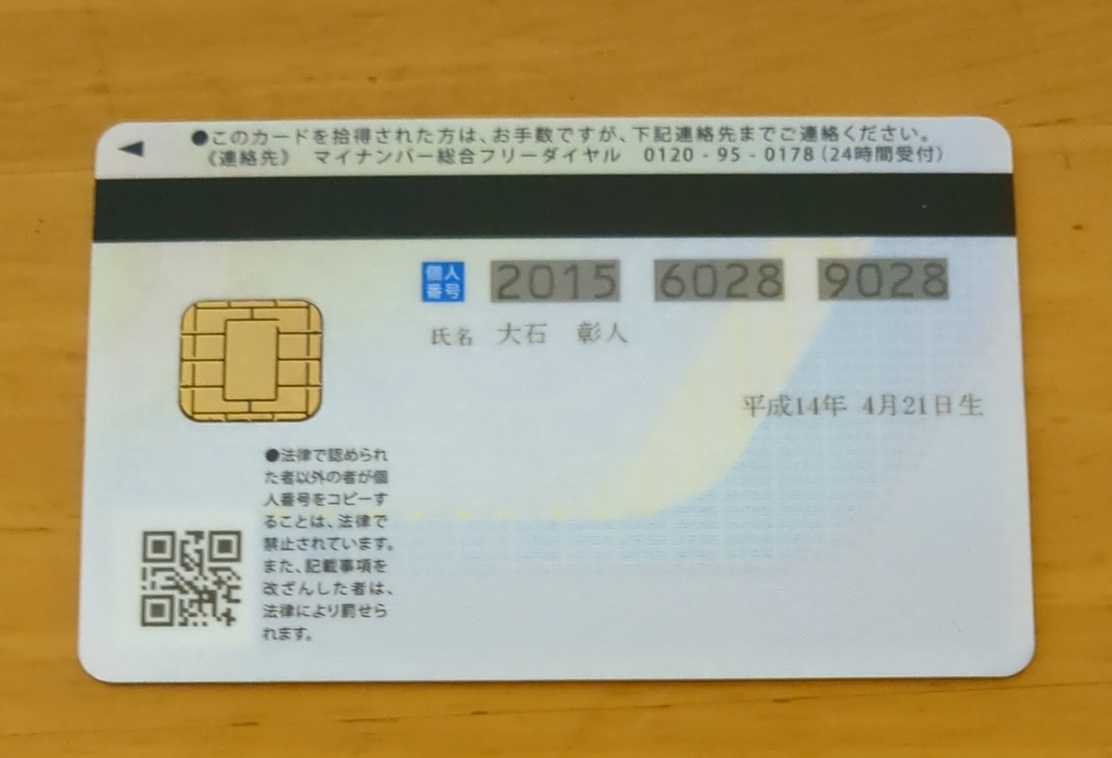 ●このカードを拾得された方は、お手数ですが、下記連絡先までご連絡ください。
《連絡先》 マイナンバー総合フリーダイヤル 0120 - 95 - 0178 (24時間受付)
個人番号 2015 6028 9028
氏名 大石 彰人
平成14年 4月21日生
●法律で認められ
た者以外の者が個
人番号をコピーす
ることは、法律で
禁止されています。
また、記載事項を
改ざんした者は、
法律により罰せら
れます。